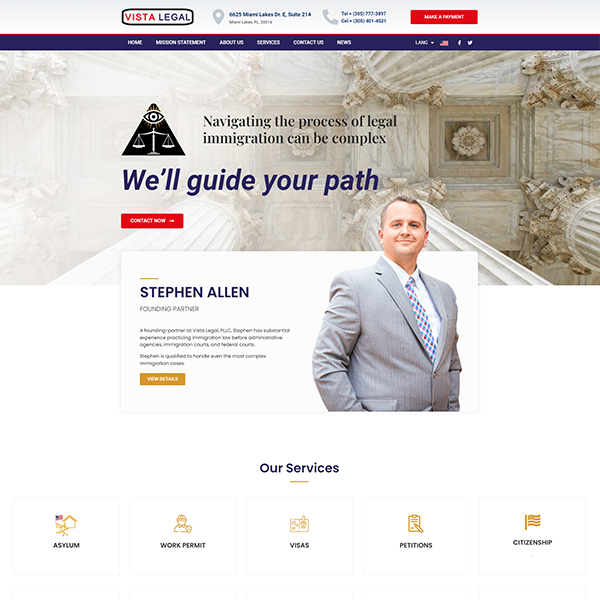 VISTA LEGAL
6625 Miami Lakes Dr. E, Suite 214
Miami Lakes, FL, 33014
Tel + (305) 777-3897
Cel + (305) 401-4521
MAKE A PAYMENT
HOME MISSION STATEMENT ABOUT US SERVICES CONTACT US NEWS LANG
Navigating the process of legal
immigration can be complex
We'll guide your path
CONTACT NOW
STEPHEN ALLEN
FOUNDING PARTNER
A founding-partner at Vista Legal, PLLC, Stephen has substantial
experience practicing immigration law before administrative
agencies, immigration courts, and federal courts.
Stephen is qualified to handle even the most complex
immigration cases.
VIEW DETAILS
Our Services
ASYLUM
WORK PERMIT
VISAS
PETITIONS
CITIZENSHIP